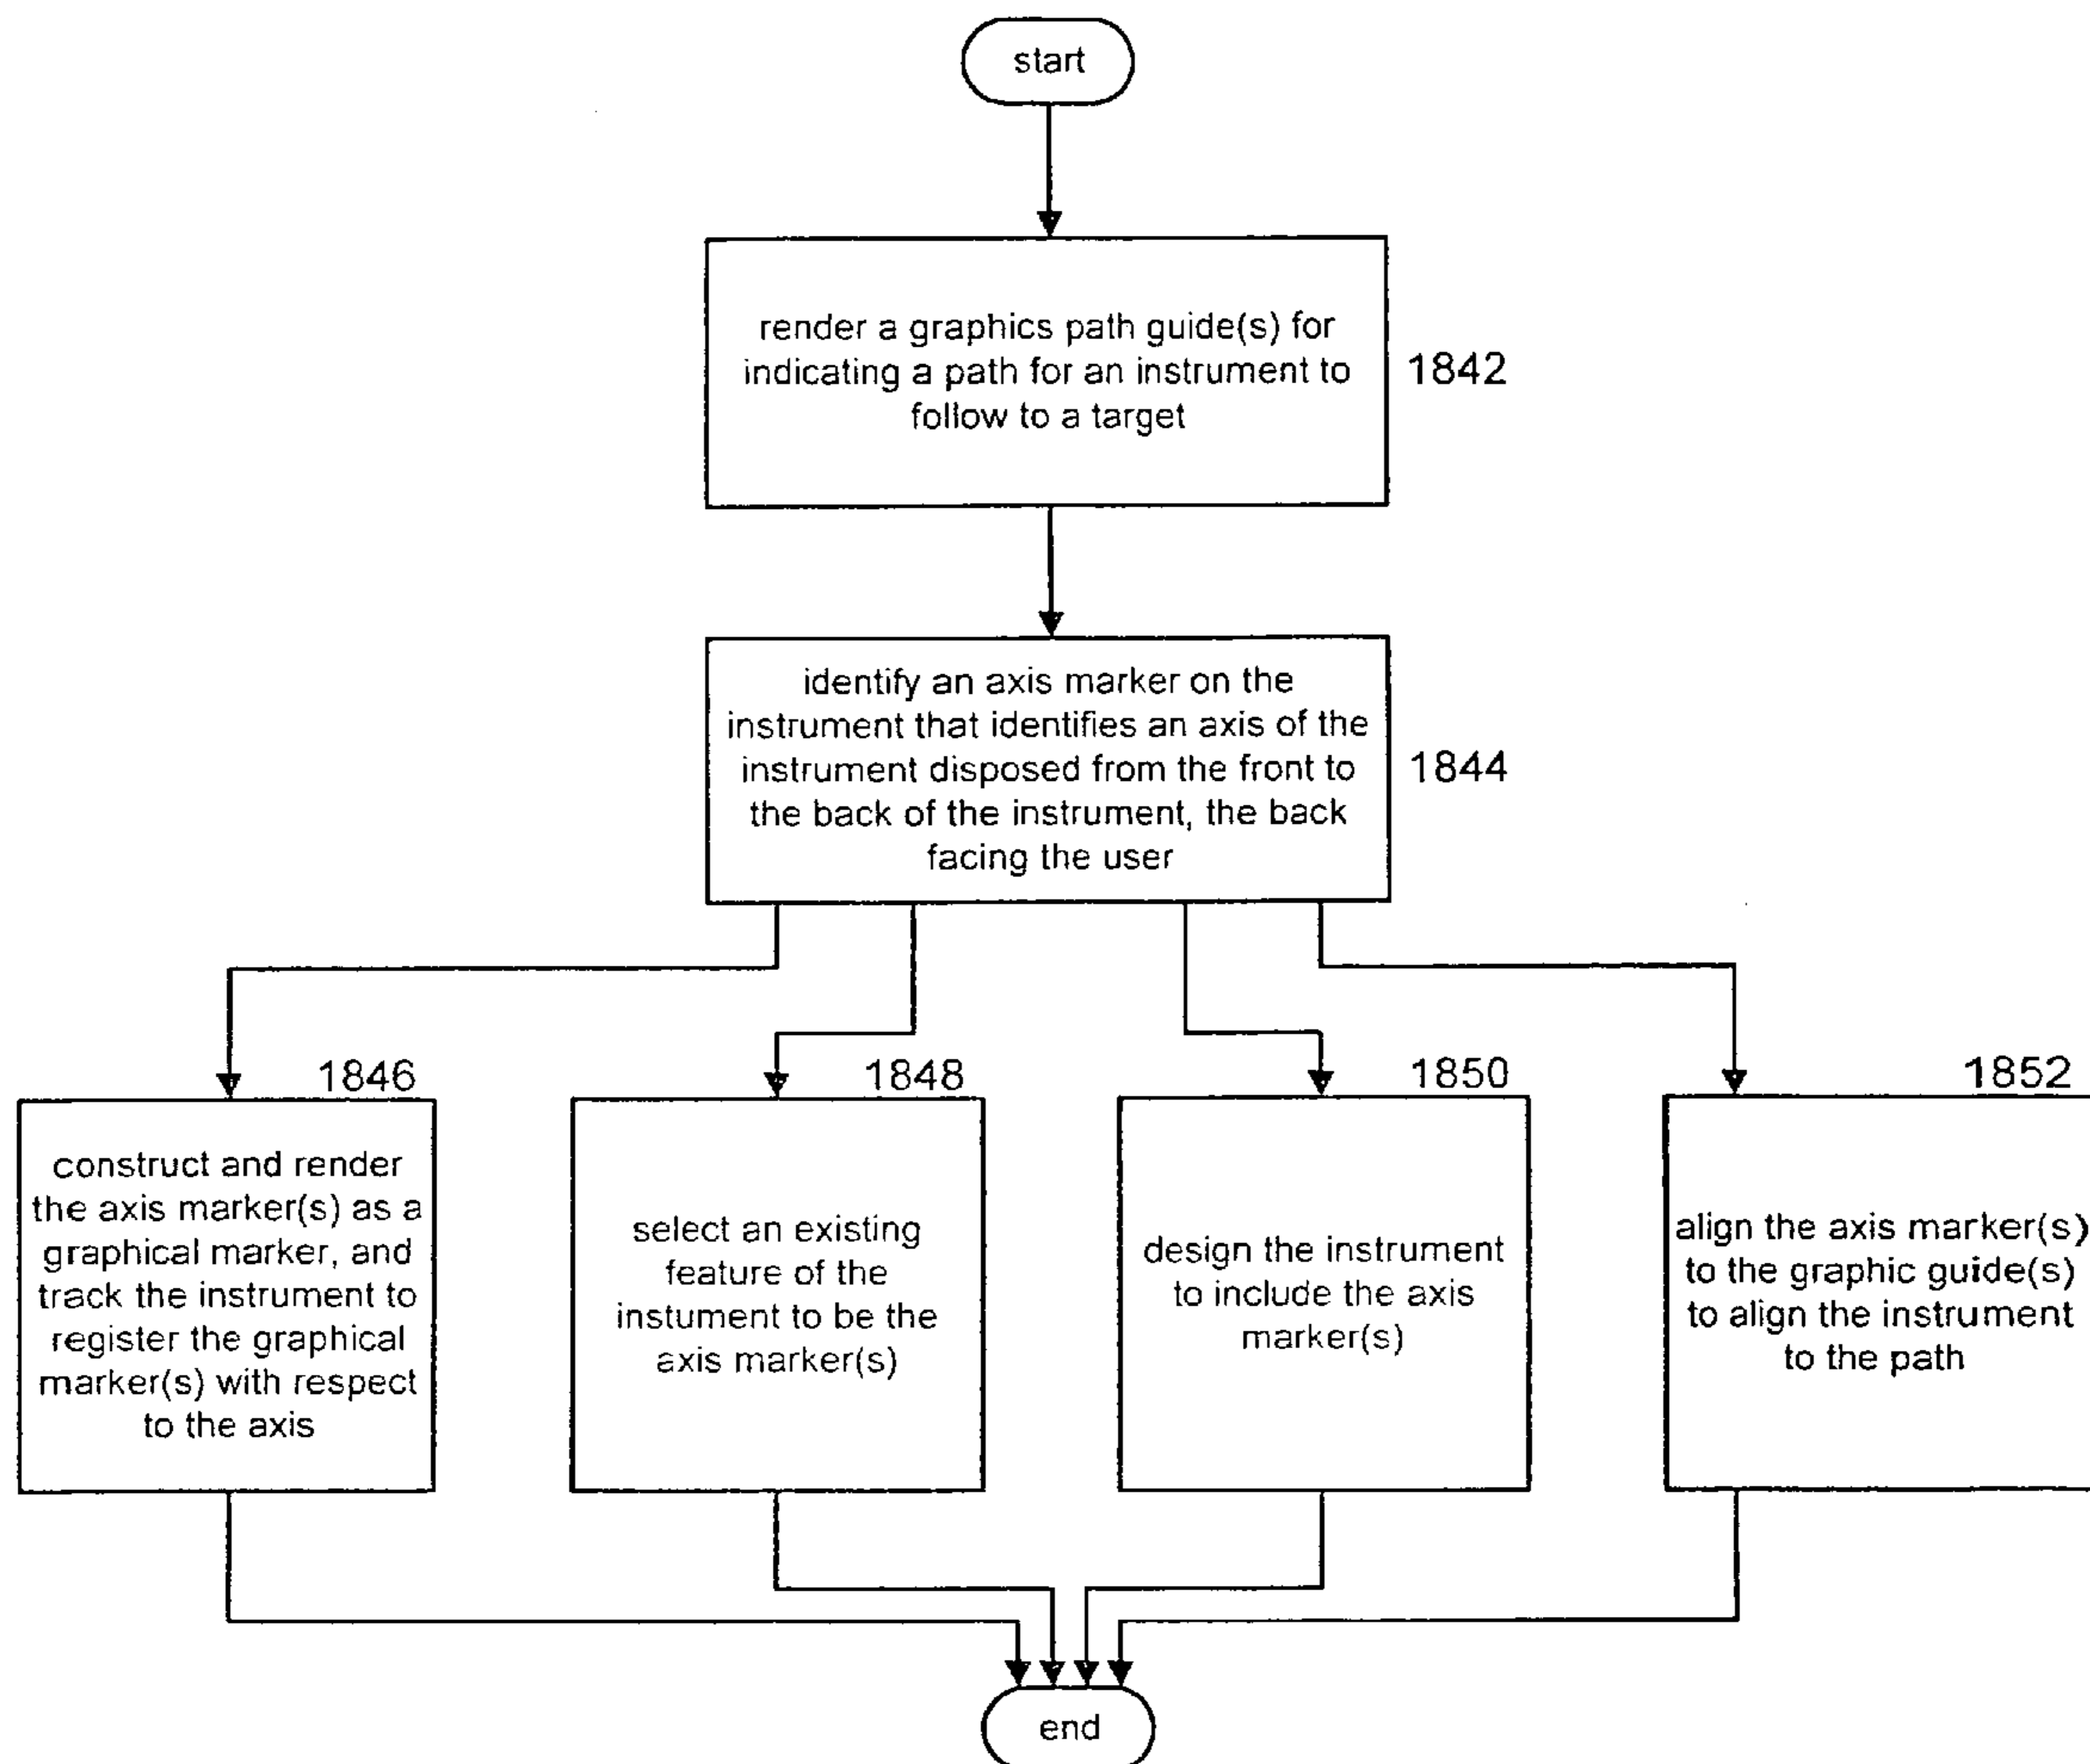 start
render a graphics path guide(s) for
indicating a path for an instrument to
follow to a target
1842
identify an axis marker on the
instrument that identifies an axis of the
instrument disposed from the front to
the back of the instrument, the back
facing the user
1844
1846
construct and render
the axis marker(s) as a
graphical marker, and
track the instrument to
register the graphical
marker(s) with respect
to the axis
1848
select an existing
feature of the
instument to be the
axis marker(s)
1850
design the instrument
to include the axis
marker(s)
1852
align the axis marker(s)
to the graphic guide(s)
to align the instrument
to the path
end